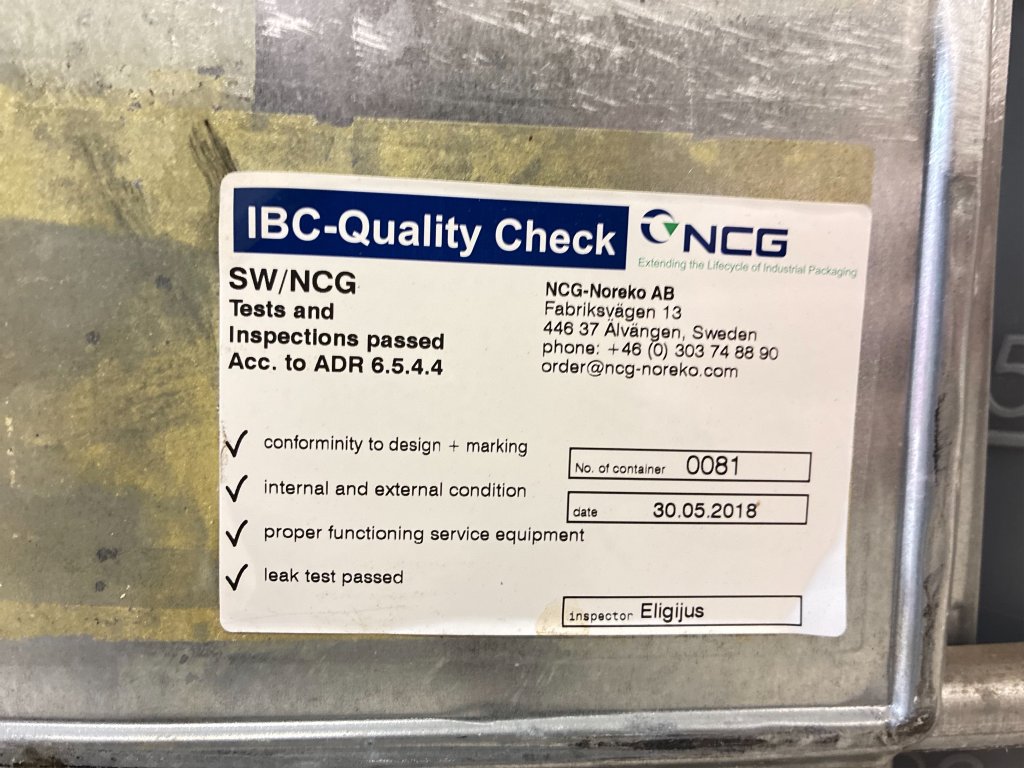 IBC-Quality Check
NCG
Extending the Lifecycle of Industrial Packaging
SW/NCG
Tests and
Inspections passed
Acc. to ADR 6.5.4.4
NCG-Noreko AB
Fabriksvägen 13
446 37 Älvängen, Sweden
phone: +46 (0) 303 74 88 90
order@ncg-noreko.com
✓ conforminity to design + marking
✓ internal and external condition
✓ proper functioning service equipment
✓ leak test passed
No. of container 0081
date 30.05.2018
inspector Eligijus